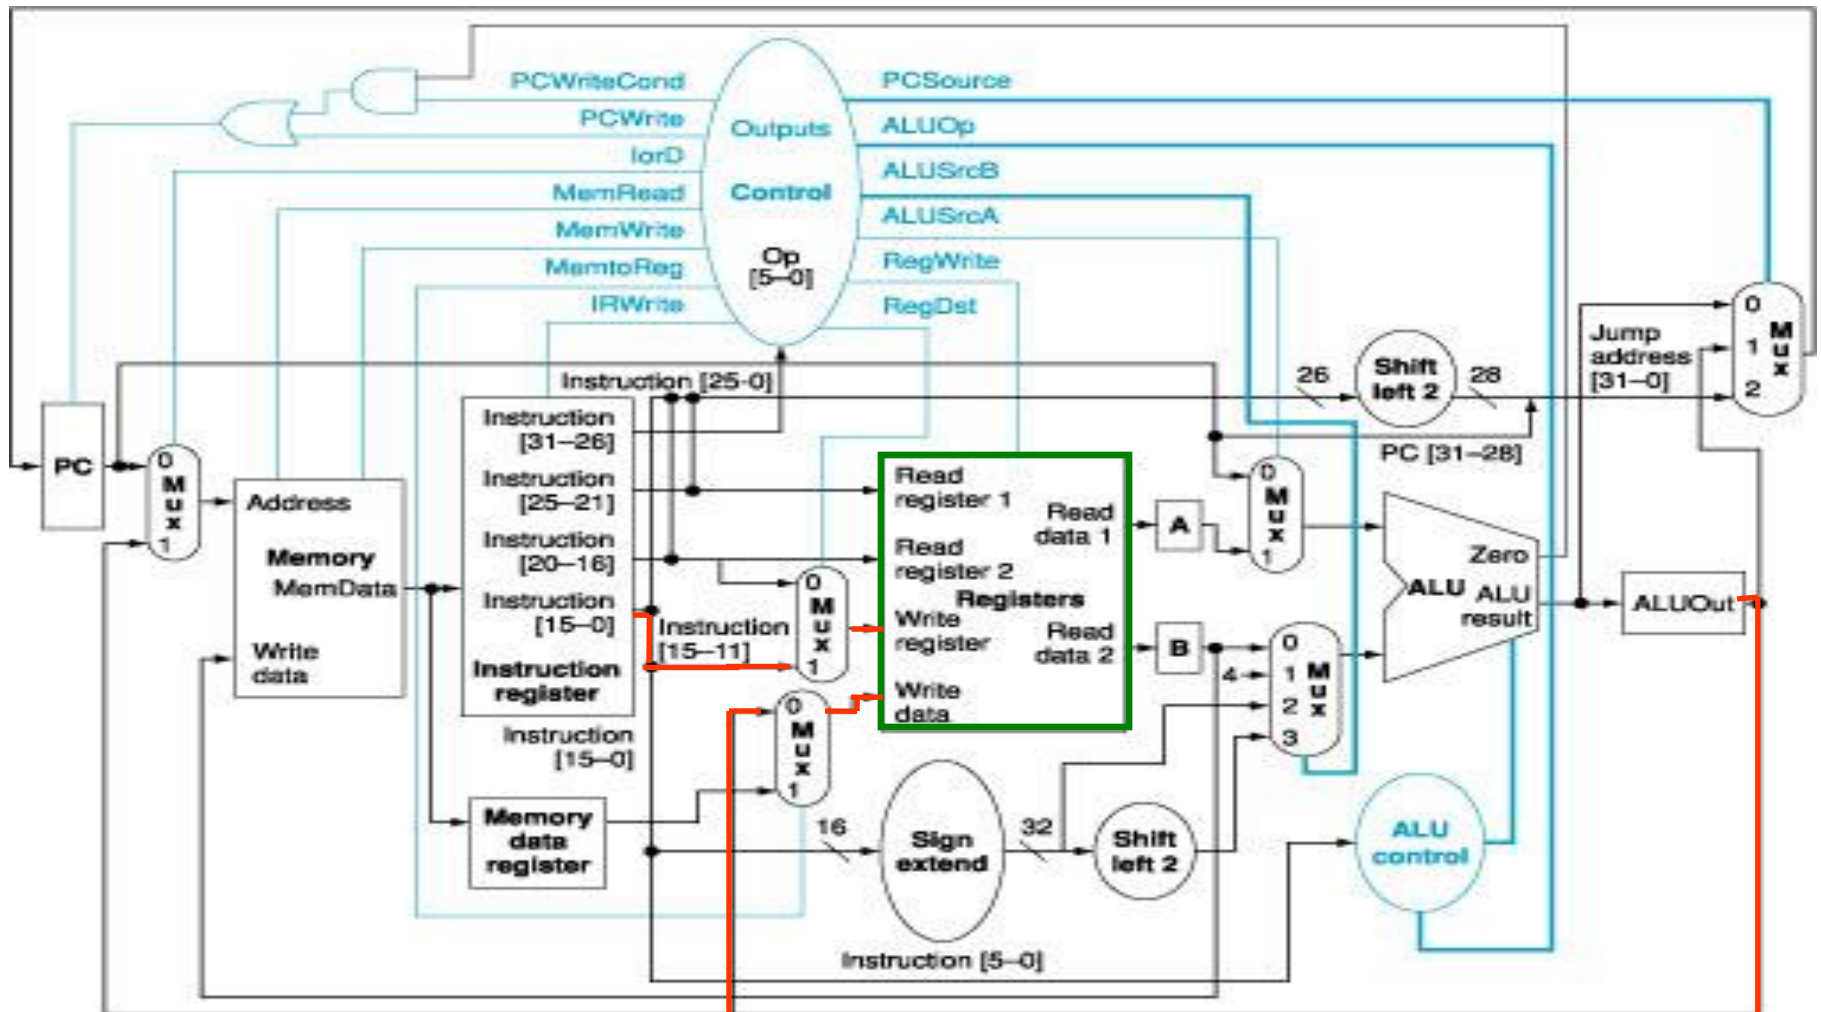 PCWriteCond
PCWrite
IorD
MemRead
MemWrite
MemtoReg
IRWrite
Outputs
Control
Op
[5–0]
PCSource
ALUOp
ALUSrcB
ALUSrcA
RegWrite
RegDst
PC
0
M
u
x
1
Address
Memory
MemData
Write
data
Instruction [25-0]
Instruction
[31–26]
Instruction
[25–21]
Instruction
[20–16]
Instruction
[15–0]
Instruction
register
Instruction
[15–0]
Memory
data
register
Instruction
[15–11]
0
M
u
x
1
0
M
u
x
1
Read
register 1
Read
register 2
Registers
Write
register
Write
data
Read
data 1
Read
data 2
A
B
0
M
u
x
1
4
0
1
2
3
M
u
x
16
Sign
extend
32
Shift
left 2
Instruction [5–0]
26
Shift
left 2
28
Jump
address
[31–0]
PC [31–28]
Zero
ALU
ALU
result
ALUOut
ALU
control
0
1
2
M
u
x